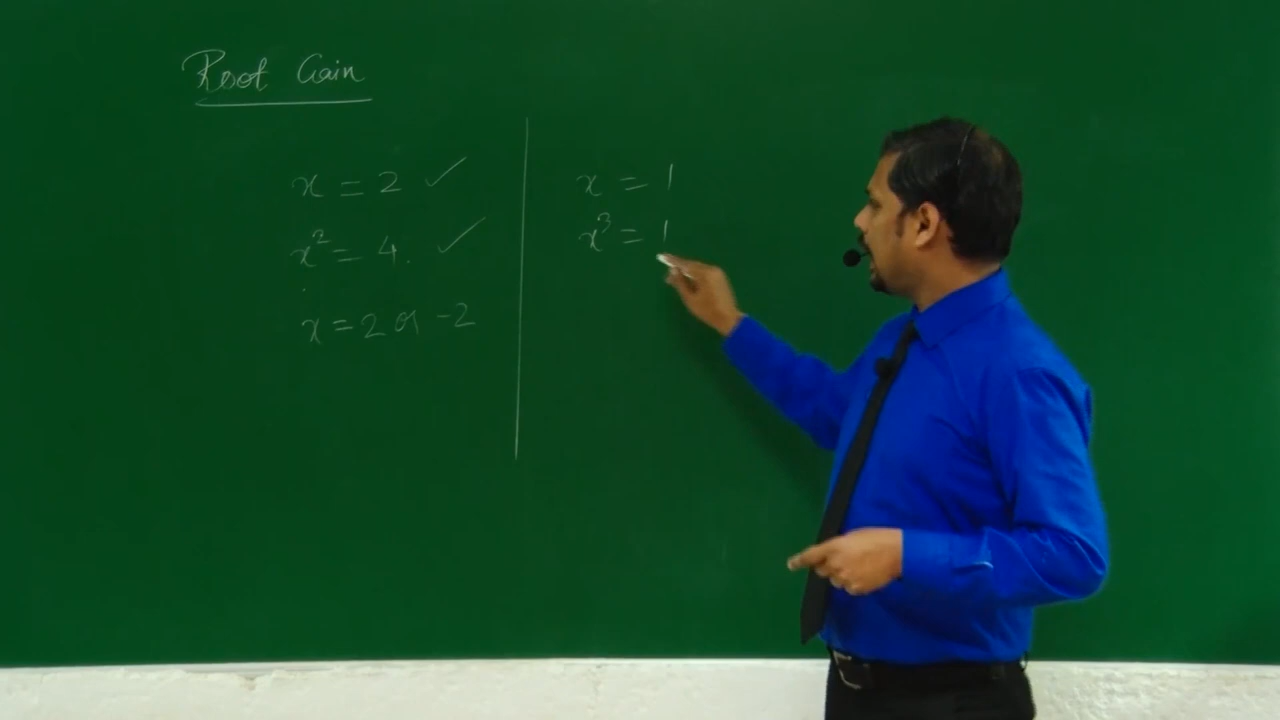 Root Gain
x = 2 ✓
x² = 4. ✓
x = 2 or -2
x = 1
x³ = 1